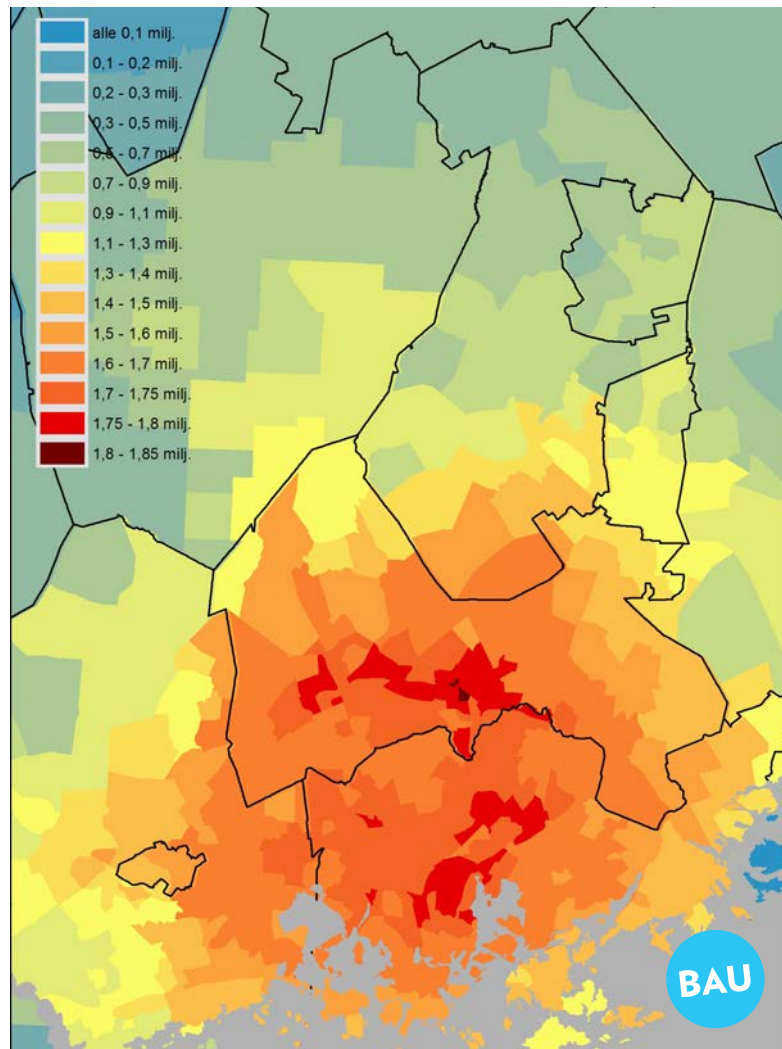 alle 0,1 milj.
0,1 - 0,2 milj.
0,2 - 0,3 milj.
0,3 - 0,5 milj.
0,5 - 0,7 milj.
0,7 - 0,9 milj.
0,9 - 1,1 milj.
1,1 - 1,3 milj.
1,3 - 1,4 milj.
1,4 - 1,5 milj.
1,5 - 1,6 milj.
1,6 - 1,7 milj.
1,7 - 1,75 milj.
1,75 - 1,8 milj.
1,8 - 1,85 milj.
BAU